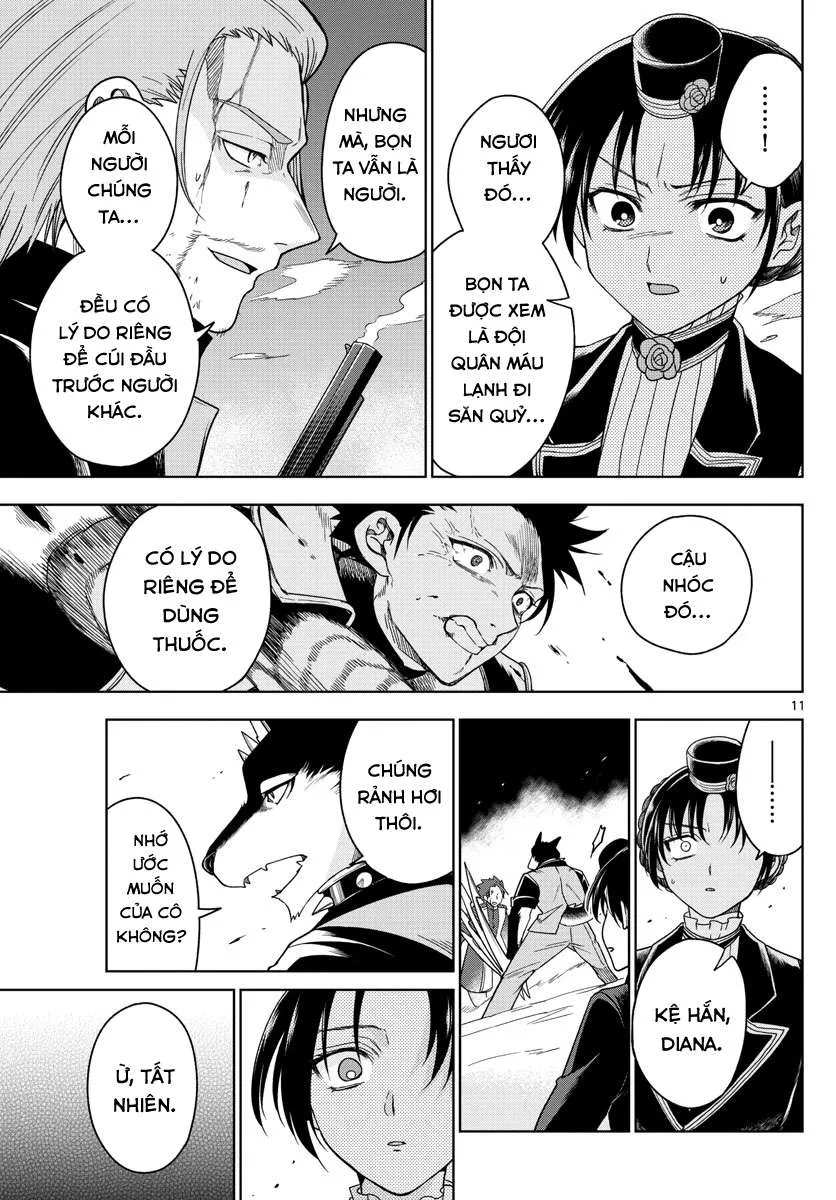 ………!
NGƯƠI
THẤY
ĐÓ...
BỌN TA
ĐƯỢC XEM
LÀ ĐỘI
QUÂN MÁU
LẠNH ĐI
SĂN QUỶ...
NHƯNG
MÀ, BỌN
TA VẪN LÀ
NGƯỜI.
MỖI
NGƯỜI
CHÚNG
TA...
ĐỀU CÓ
LÝ DO RIÊNG
ĐỂ CÚI ĐẦU
TRƯỚC NGƯỜI
KHÁC.
CẬU
NHÓC
ĐÓ...
CÓ LÝ DO
RIÊNG ĐỂ
DÙNG
THUỐC.
11
………
KỆ HẮN,
DIANA.
CHÚNG
RẢNH HƠI
THÔI.
NHỚ
ƯỚC
MUỐN
CỦA CÔ
KHÔNG?
Ừ, TẤT
NHIÊN.